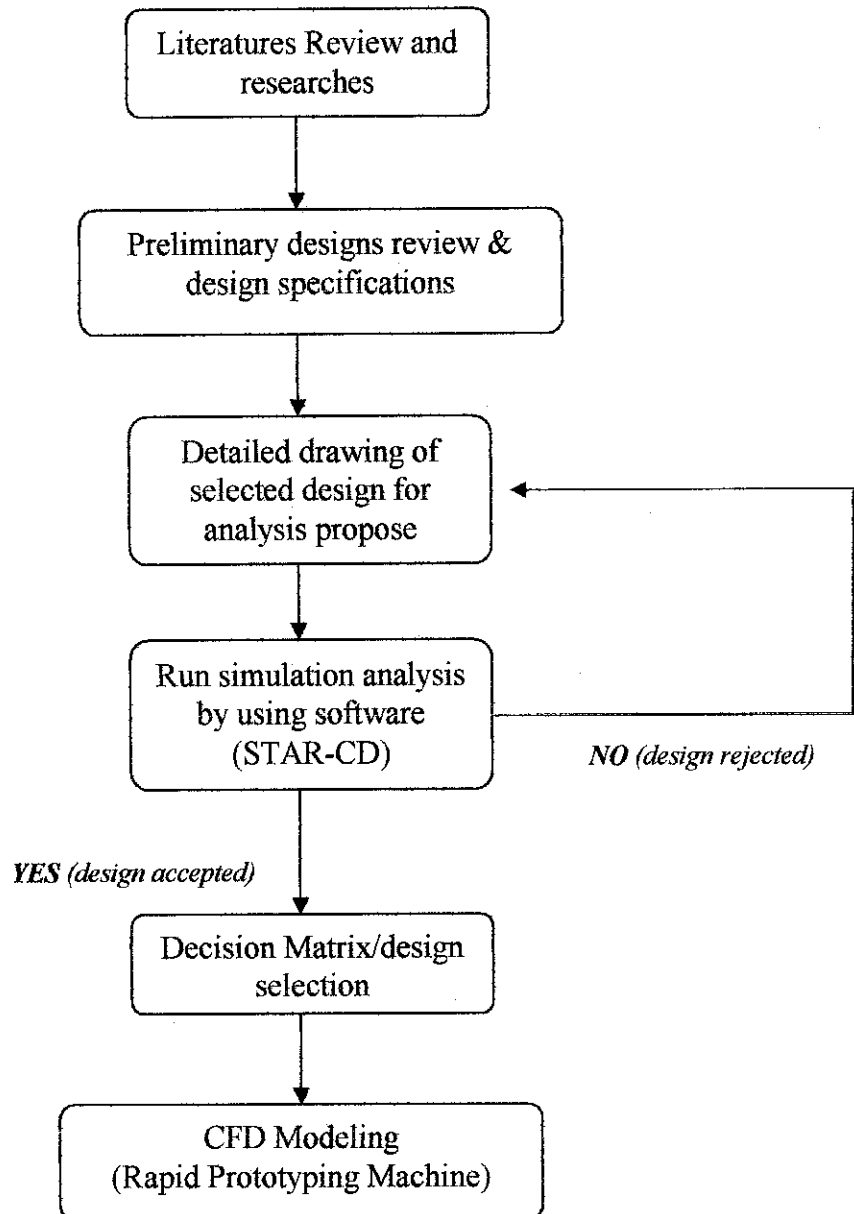 Literatures Review and
researches
Preliminary designs review &
design specifications
Detailed drawing of
selected design for
analysis propose
Run simulation analysis
by using software
(STAR-CD)
NO (design rejected)
YES (design accepted)
Decision Matrix/design
selection
CFD Modeling
(Rapid Prototyping Machine)